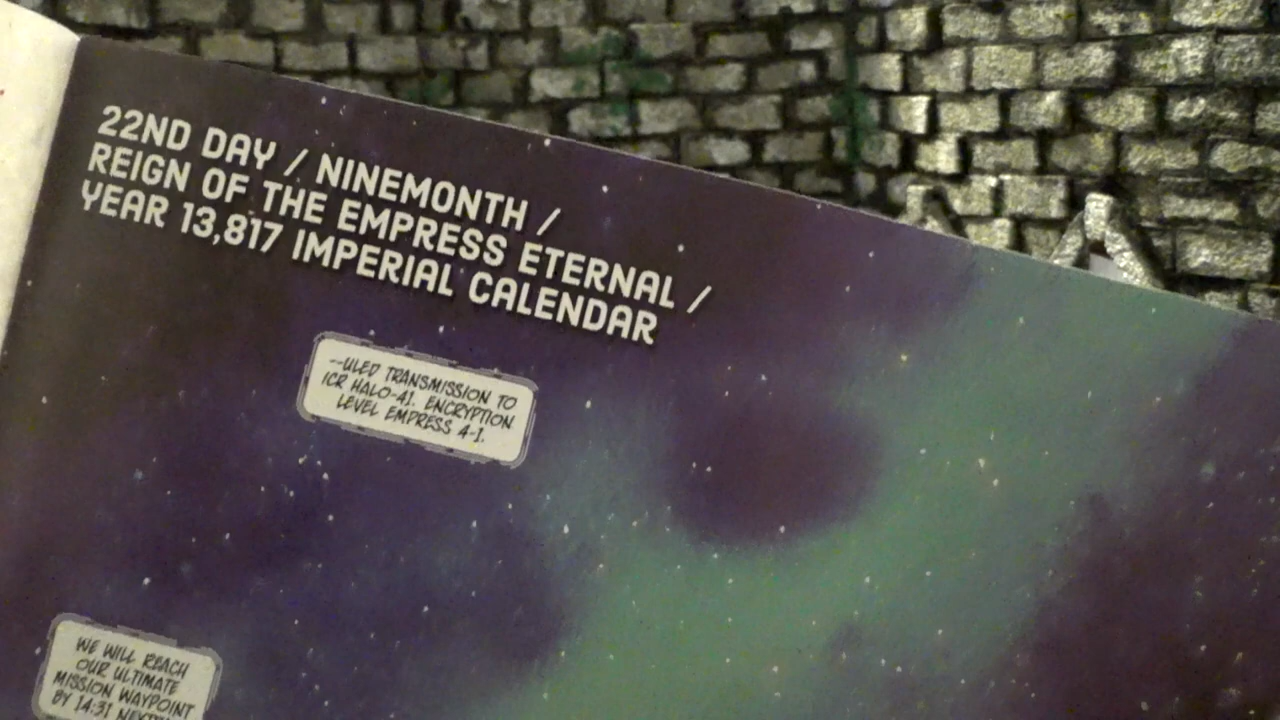 22ND DAY / NINEMONTH /
REIGN OF THE EMPRESS ETERNAL /
YEAR 13,817 IMPERIAL CALENDAR
--ULED TRANSMISSION TO
ICR HALO-41. ENCRYPTION
LEVEL EMPRESS 4-1.
WE WILL REACH
OUR ULTIMATE
MISSION WAYPOINT
BY 14:31